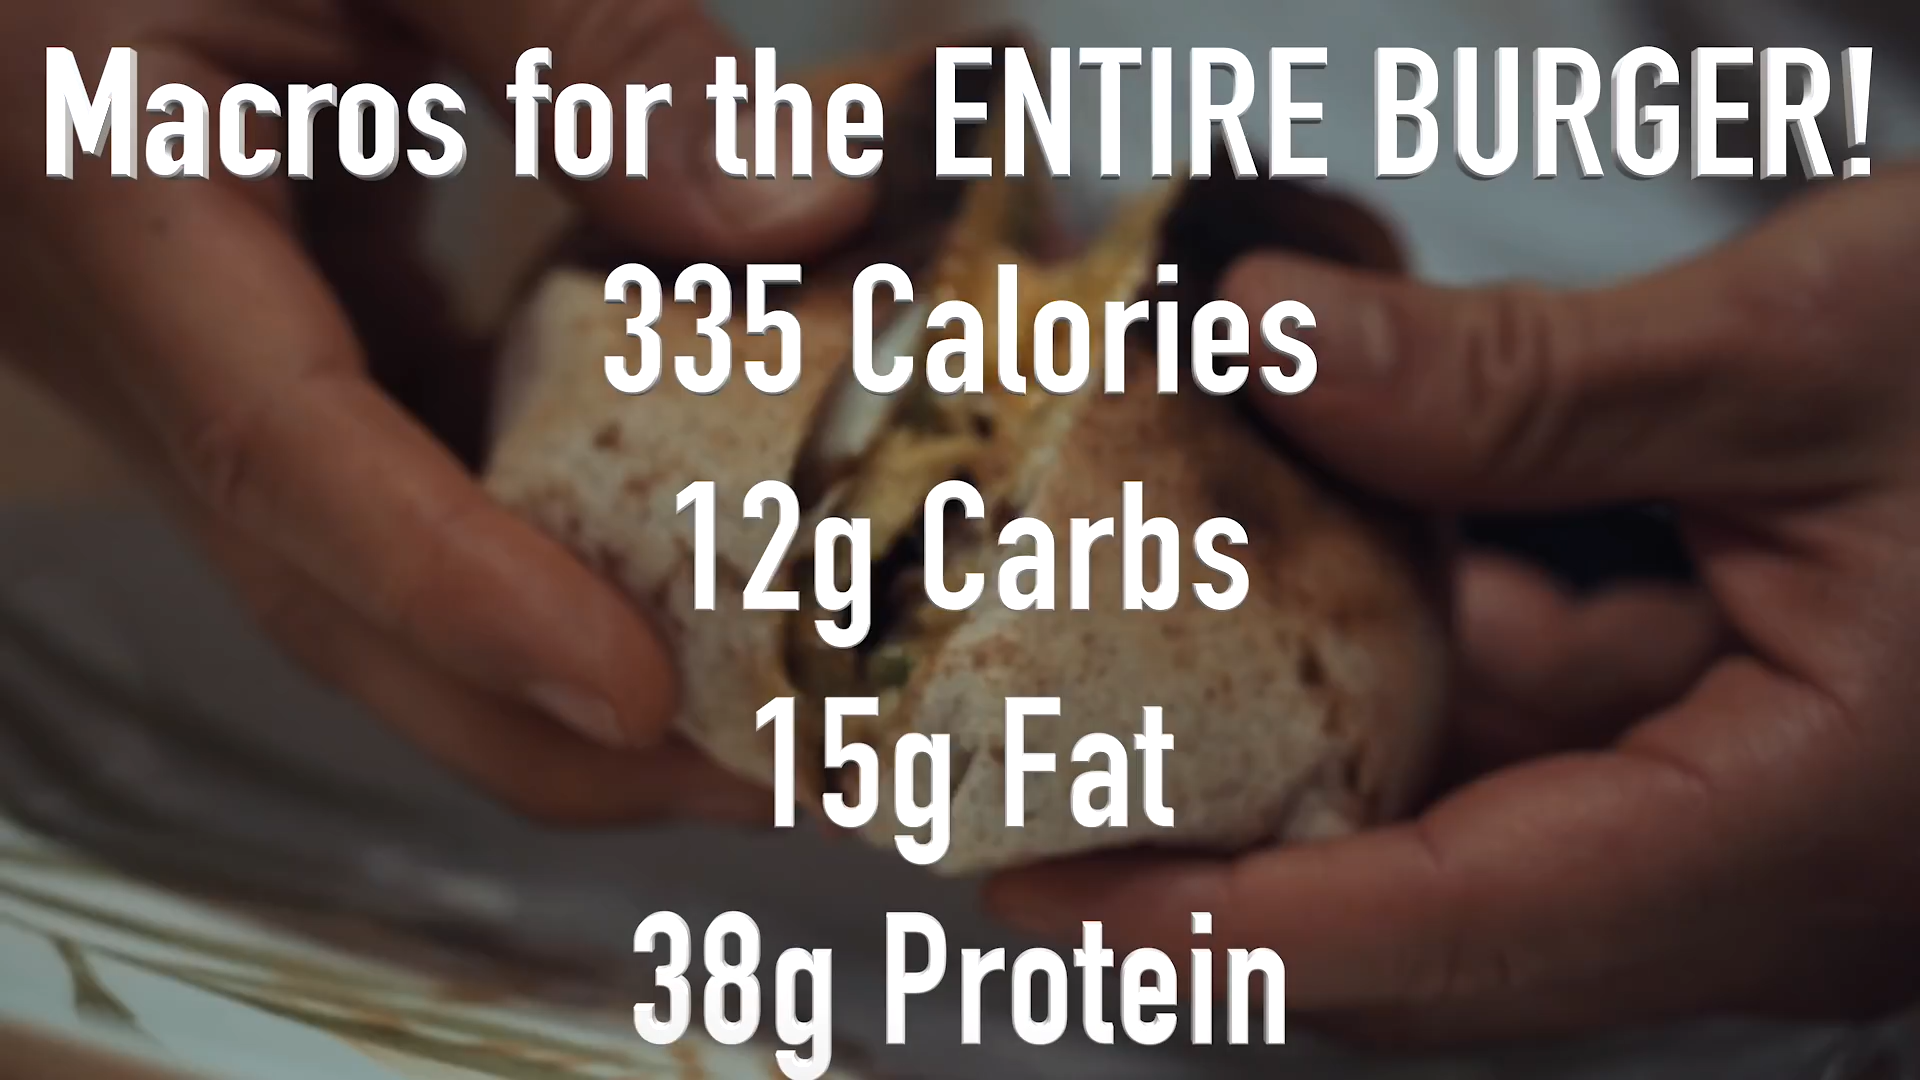 Macros for the ENTIRE BURGER!
335 Calories
12g Carbs
15g Fat
38g Protein